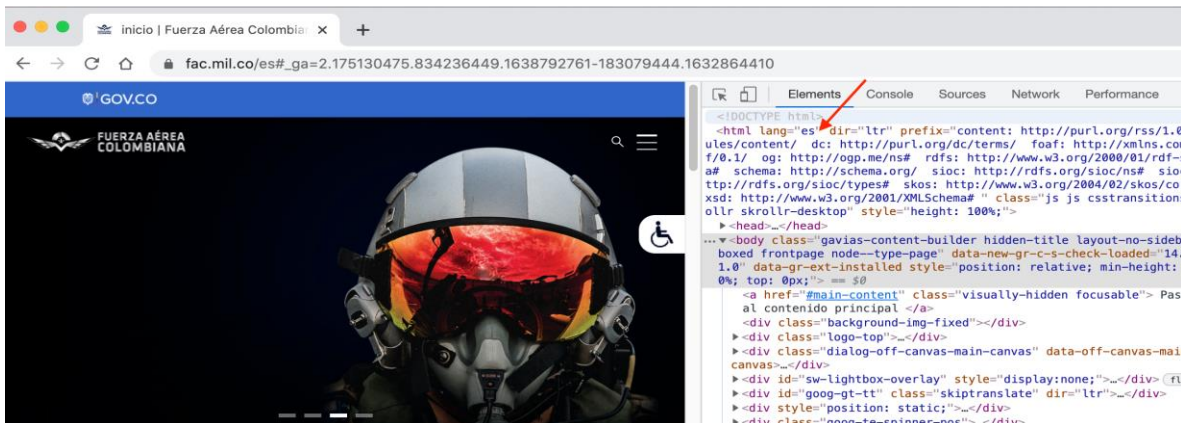 inicio | Fuerza Aérea Colombia
fac.mil.co/es#_ga=2.175130475.834236449.1638792761-183079444.1632864410
GOV.CO
FUERZA AÉREA
COLOMBIANA
Elements Console Sources Network Performance
<!DOCTYPE html>
<html lang="es" dir="ltr" prefix="content: http://purl.org/rss/1.0
ules/content/ dc: http://purl.org/dc/terms/ foaf: http://xmlns.co
f/0.1/ og: http://ogp.me/ns# rdfs: http://www.w3.org/2000/01/rdf-
a# schema: http://schema.org/ sioc: http://rdfs.org/sioc/ns# sio
ttp://rdfs.org/sioc/types# skos: http://www.w3.org/2004/02/skos/co
xsd: http://www.w3.org/2001/XMLSchema# " class="js js csstransition
ollr skrollr-desktop" style="height: 100%;">
<head>…</head>
<body class="gavias-content-builder hidden-title layout-no-sideb
boxed frontpage node--type-page" data-new-gr-c-s-check-loaded="14.
1.0" data-gr-ext-installed style="position: relative; min-height:
0%; top: 0px;"> == $0
<a href="#main-content" class="visually-hidden focusable"> Pas
al contenido principal </a>
<div class="background-img-fixed"></div>
<div class="logo-top">…</div>
<div class="dialog-off-canvas-main-canvas" data-off-canvas-mai
canvas>…</div>
<div id="sw-lightbox-overlay" style="display:none;">…</div>
<div id="goog-gt-tt" class="skiptranslate" dir="ltr">…</div>
<div style="position: static;">…</div>
<div class="goog-te-spinner-pos"> </div>